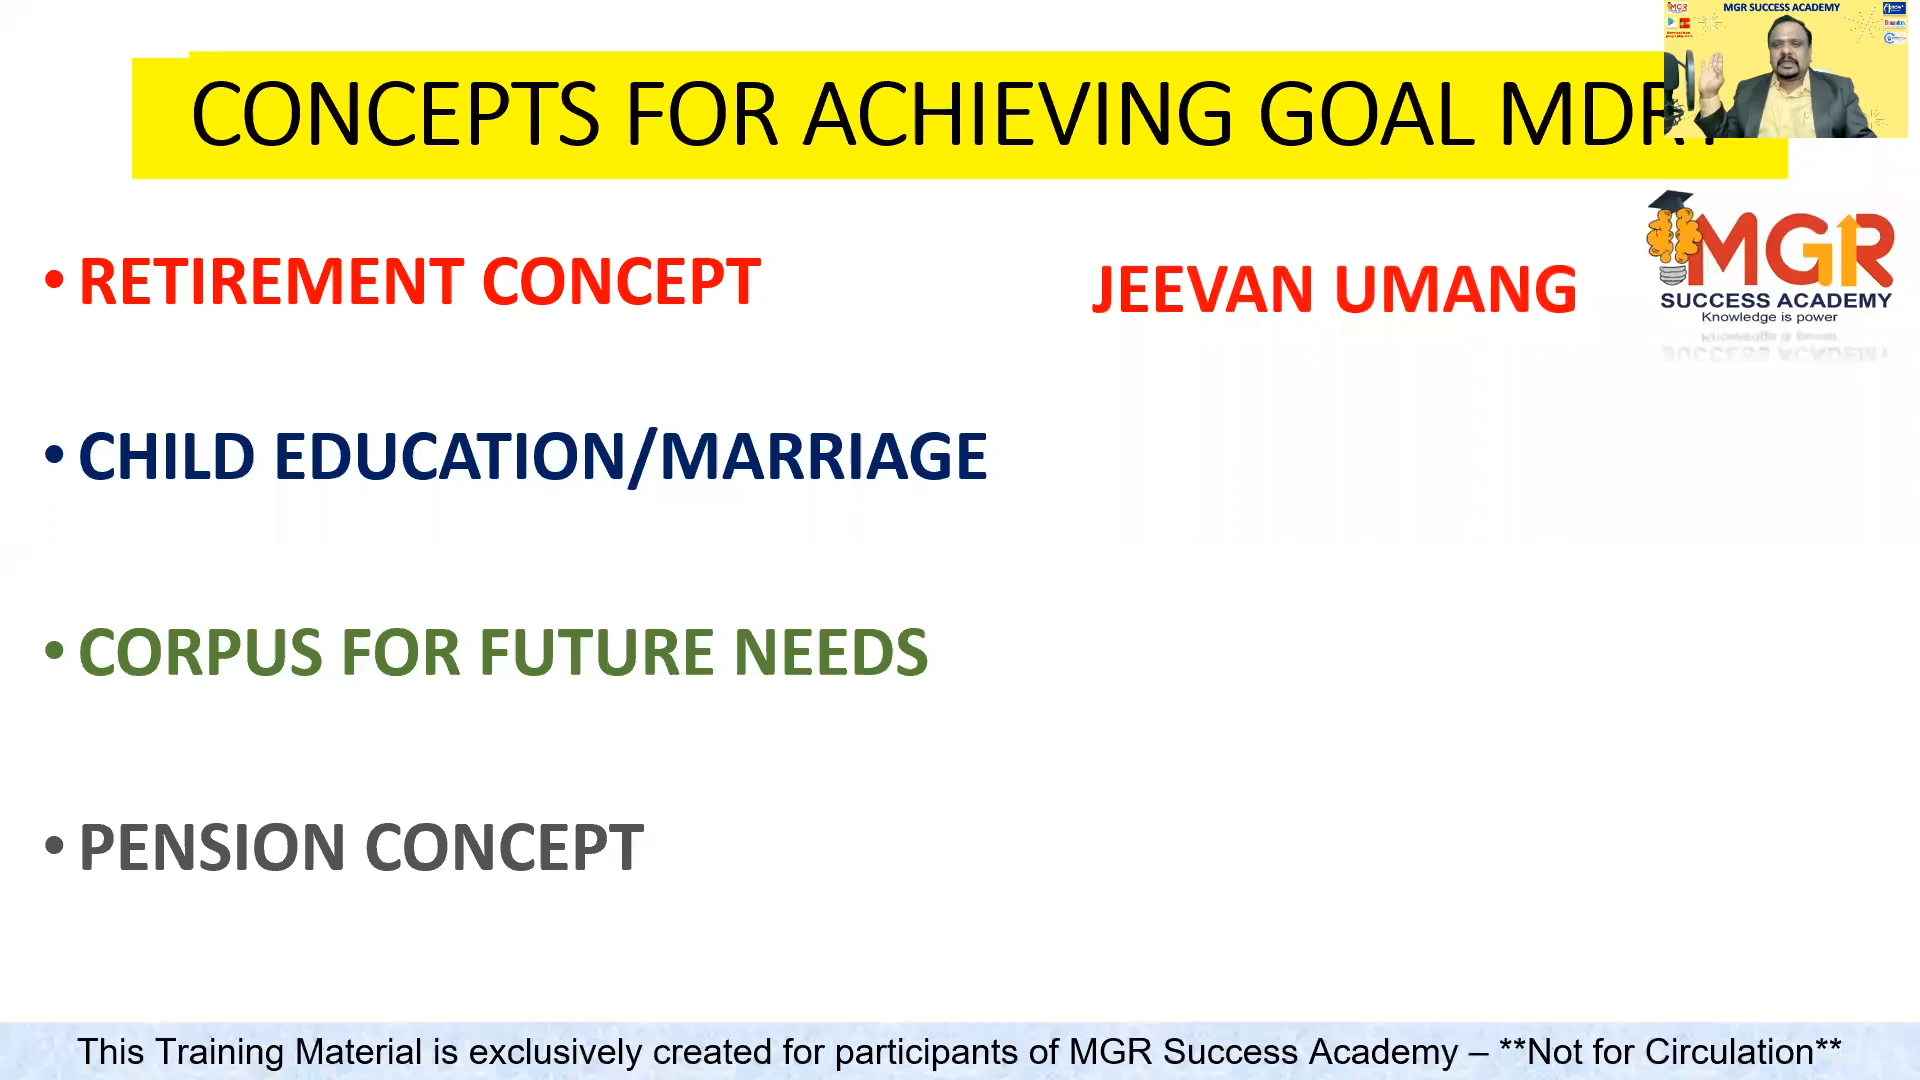 MGR SUCCESS ACADEMY
CONCEPTS FOR ACHIEVING GOAL MDRT
• RETIREMENT CONCEPT
JEEVAN UMANG
MGR
SUCCESS ACADEMY
Knowledge is power
• CHILD EDUCATION/MARRIAGE
• CORPUS FOR FUTURE NEEDS
• PENSION CONCEPT
This Training Material is exclusively created for participants of MGR Success Academy – **Not for Circulation**